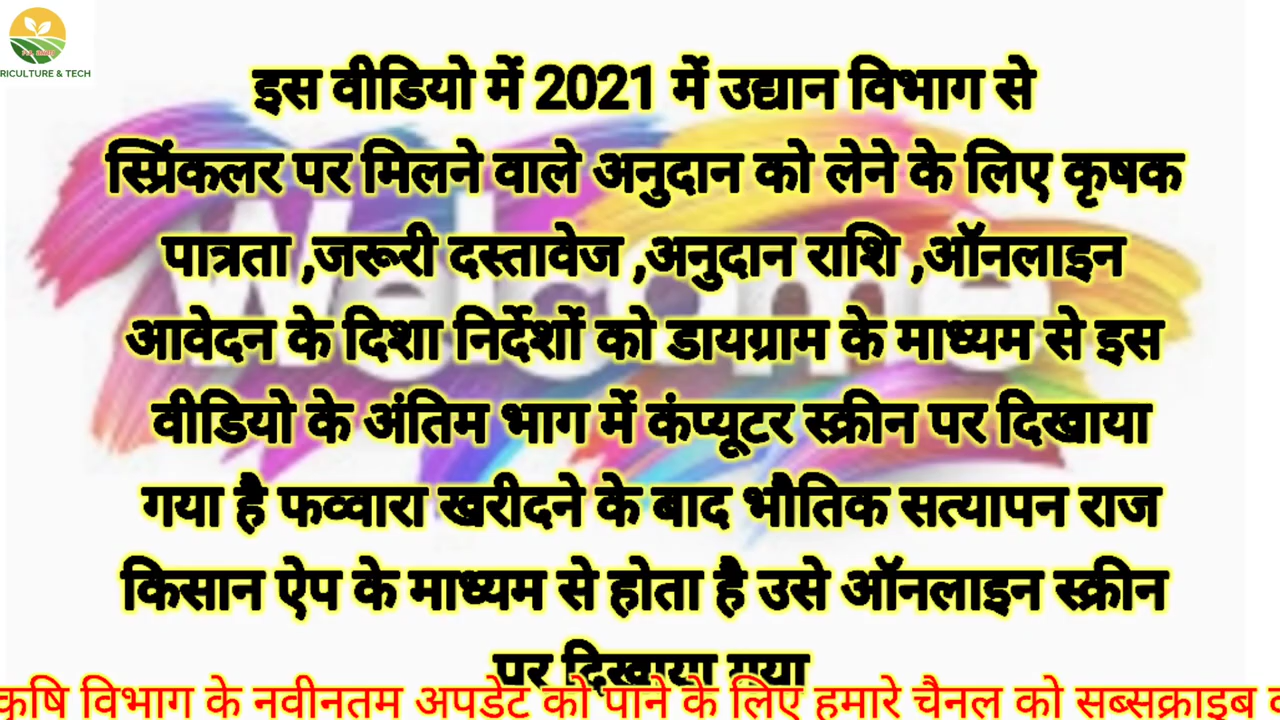 RICULTURE & TECH
इस वीडियो में 2021 में उद्यान विभाग से
स्प्रिंकलर पर मिलने वाले अनुदान को लेने के लिए कृषक
पात्रता ,जरूरी दस्तावेज ,अनुदान राशि ,ऑनलाइन
आवेदन के दिशा निर्देशों को डायग्राम के माध्यम से इस
वीडियो के अंतिम भाग में कंप्यूटर स्क्रीन पर दिखाया
गया है फव्वारा खरीदने के बाद भौतिक सत्यापन राज
किसान ऐप के माध्यम से होता है उसे ऑनलाइन स्क्रीन
पर दिखाया गया
कृषि विभाग के नवीनतम अपडेट को पाने के लिए हमारे चैनल को सब्सक्राइब
Welcome